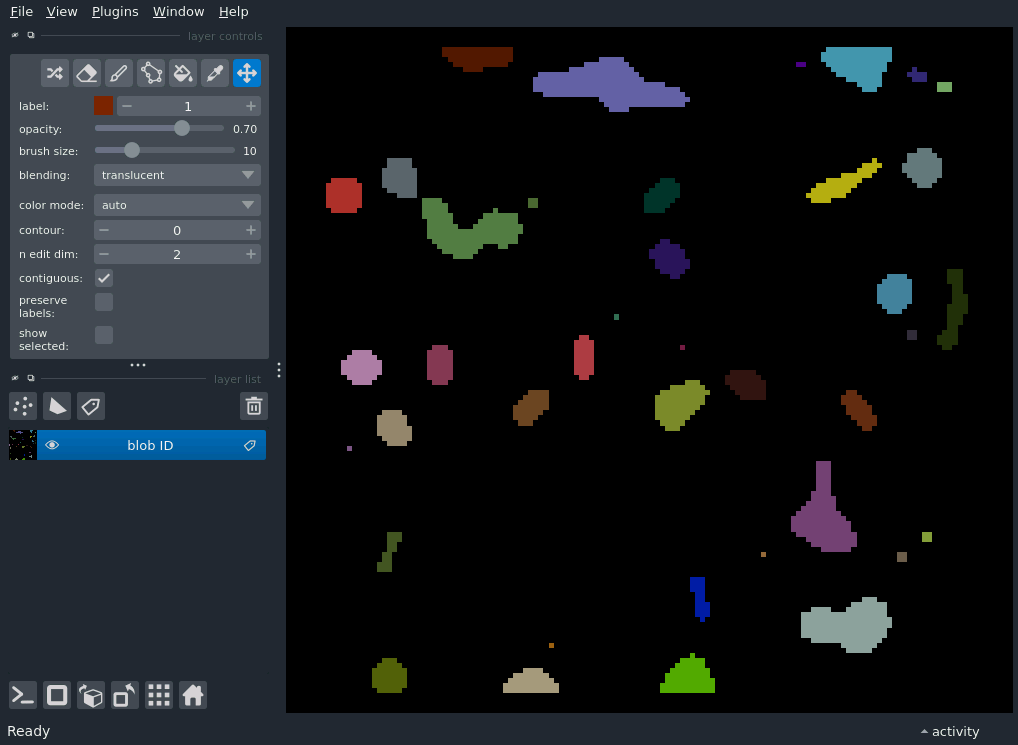 File View Plugins Window Help
layer controls
label: 1
opacity: 0.70
brush size: 10
blending: translucent
color mode: auto
contour: 0
n edit dim: 2
contiguous:
preserve
labels:
show
selected:
layer list
blob ID
Ready activity